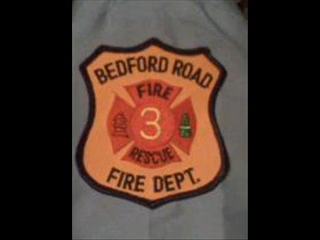 BEDFORD ROAD
FIRE
3
RESCUE
FIRE DEPT.